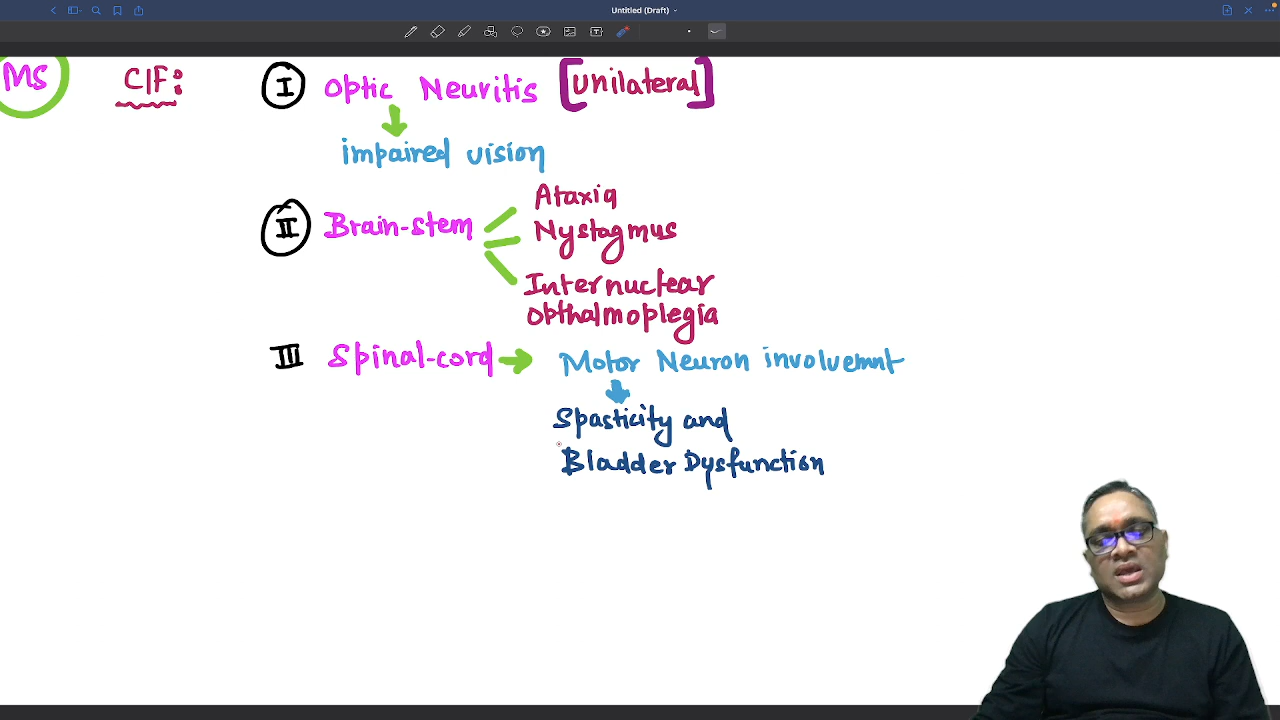 Untitled (Draft)
MS C/F:
I Optic Neuritis [Unilateral]
impaired vision
II Brain-stem
Ataxia
Nystagmus
Internuclear
opthalmoplegia
III Spinal-cord → Motor Neuron involvemnt
Spasticity and
Bladder Dysfunction